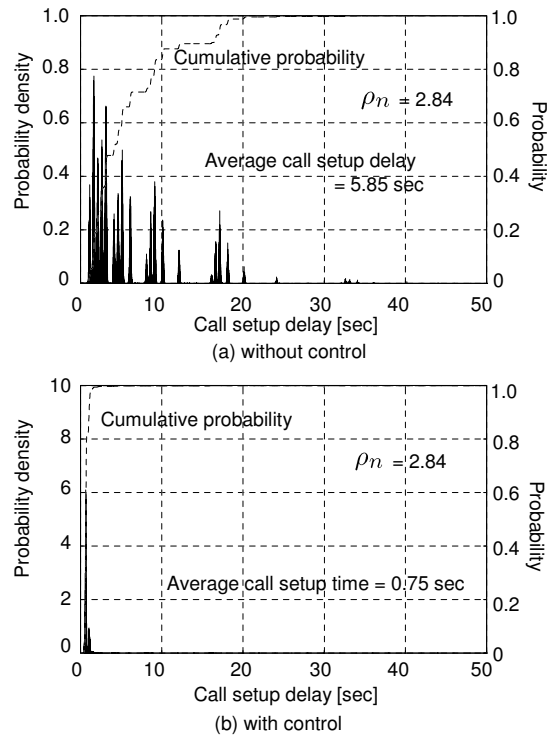 1.0
0.8
0.6
0.4
0.2
0
Probability density
Cumulative probability
ρn = 2.84
Average call setup delay
= 5.85 sec
1.0
0.8
0.6
0.4
0.2
0
Probability
0 10 20 30 40 50
Call setup delay [sec]
(a) without control
10
8
6
4
2
0
Probability density
Cumulative probability
ρn = 2.84
Average call setup time = 0.75 sec
1.0
0.8
0.6
0.4
0.2
0
Probability
0 10 20 30 40 50
Call setup delay [sec]
(b) with control